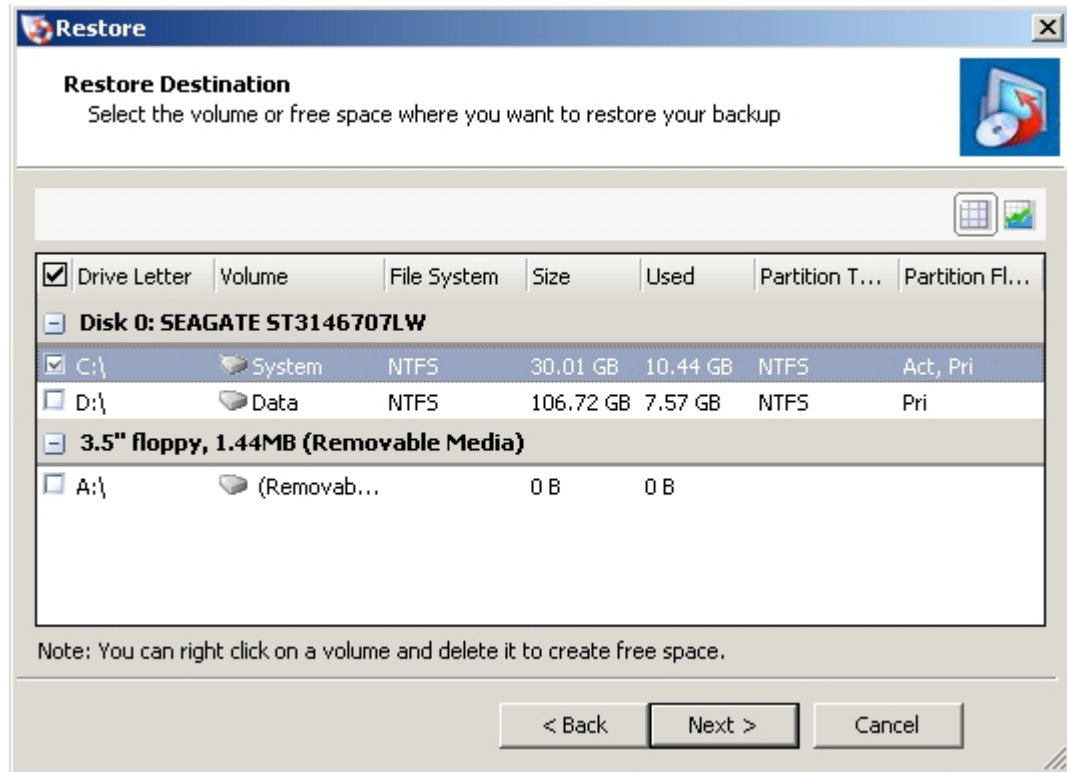 Restore
Restore Destination
Select the volume or free space where you want to restore your backup
Drive Letter Volume File System Size Used Partition T... Partition Fl...
Disk 0: SEAGATE ST3146707LW
C:\ System NTFS 30.01 GB 10.44 GB NTFS Act, Pri
D:\ Data NTFS 106.72 GB 7.57 GB NTFS Pri
3.5" floppy, 1.44MB (Removable Media)
A:\ (Removab... 0 B 0 B
Note: You can right click on a volume and delete it to create free space.
< Back Next > Cancel